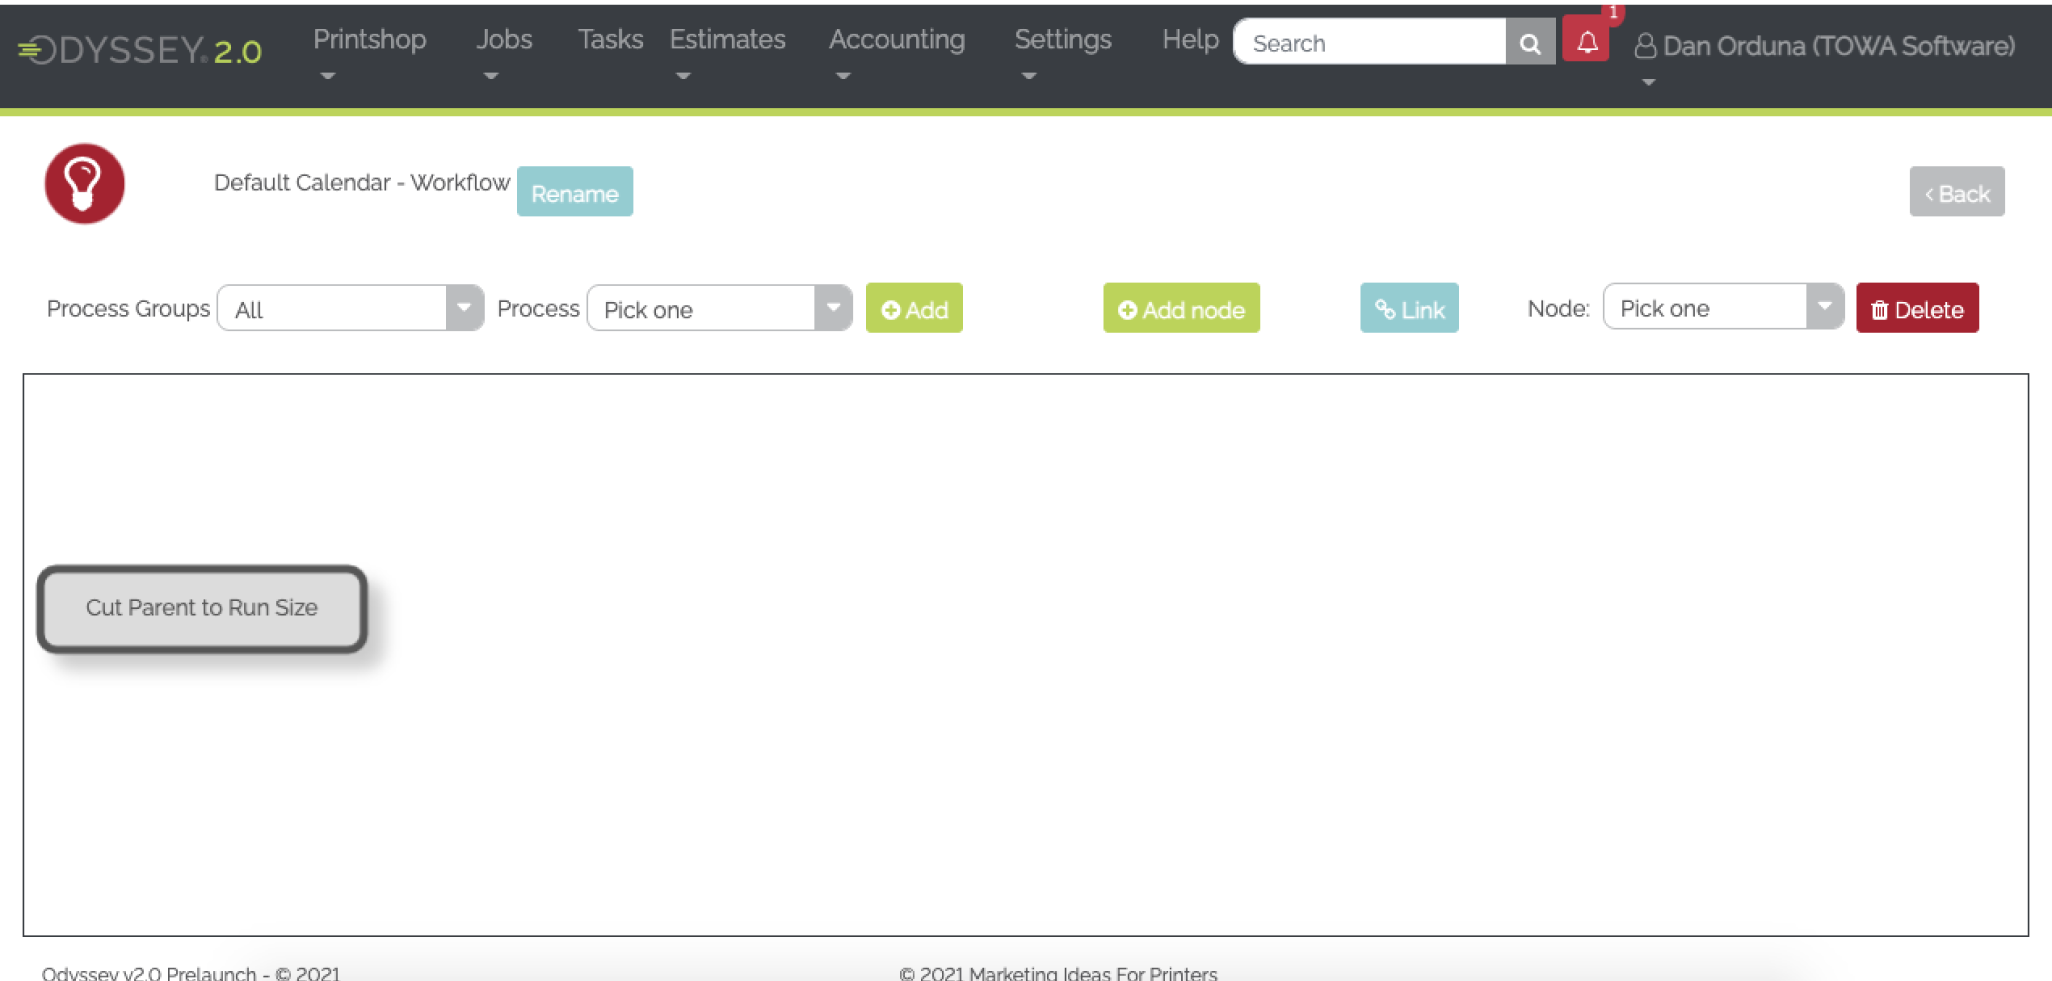 ODYSSEY. 2.0 Printshop Jobs Tasks Estimates Accounting Settings Help Search 1 Dan Orduna (TOWA Software)
Default Calendar - Workflow Rename < Back
Process Groups All Process Pick one Add Add node Link Node: Pick one Delete
Cut Parent to Run Size
Odyssey v2.0 Prelaunch - © 2021 © 2021 Marketing Ideas For Printers